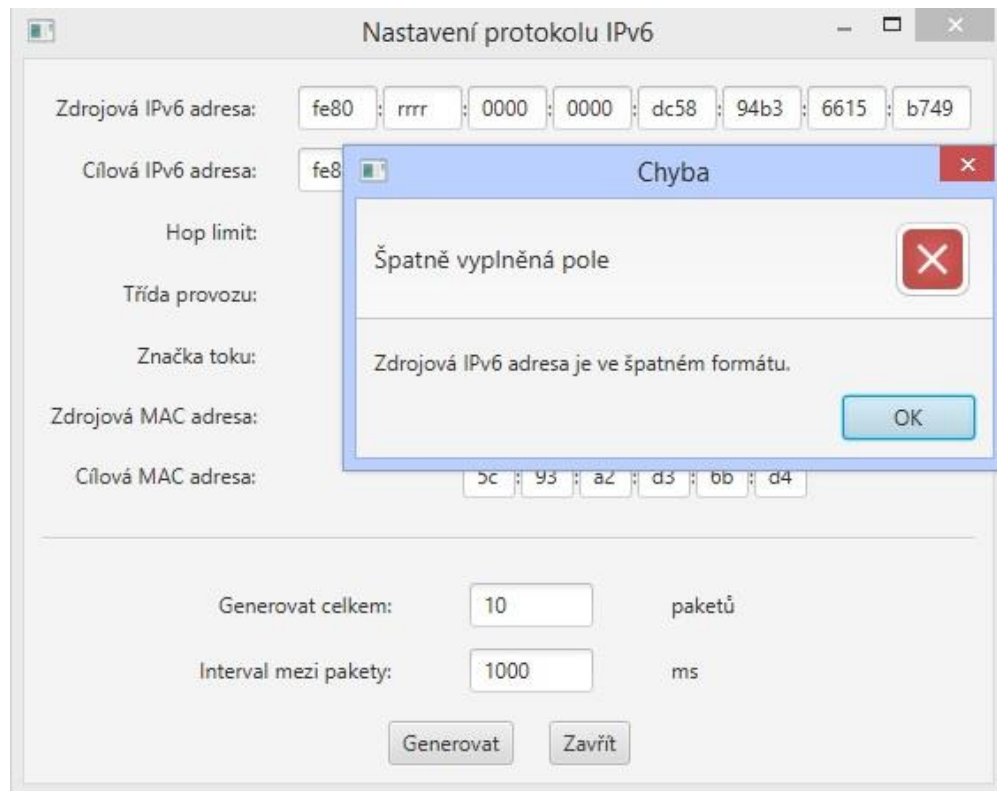 Nastavení protokolu IPv6
Zdrojová IPv6 adresa: fe80 : rrrr : 0000 : 0000 : dc58 : 94b3 : 6615 : b749
Cílová IPv6 adresa: fe8
Chyba
Hop limit:
Špatně vyplněná pole
Třída provozu:
Značka toku:
Zdrojová IPv6 adresa je ve špatném formátu.
Zdrojová MAC adresa:
OK
Cílová MAC adresa: 5c : 93 : a2 : d3 : 6b : d4
Generovat celkem: 10 paketů
Interval mezi pakety: 1000 ms
Generovat Zavřít